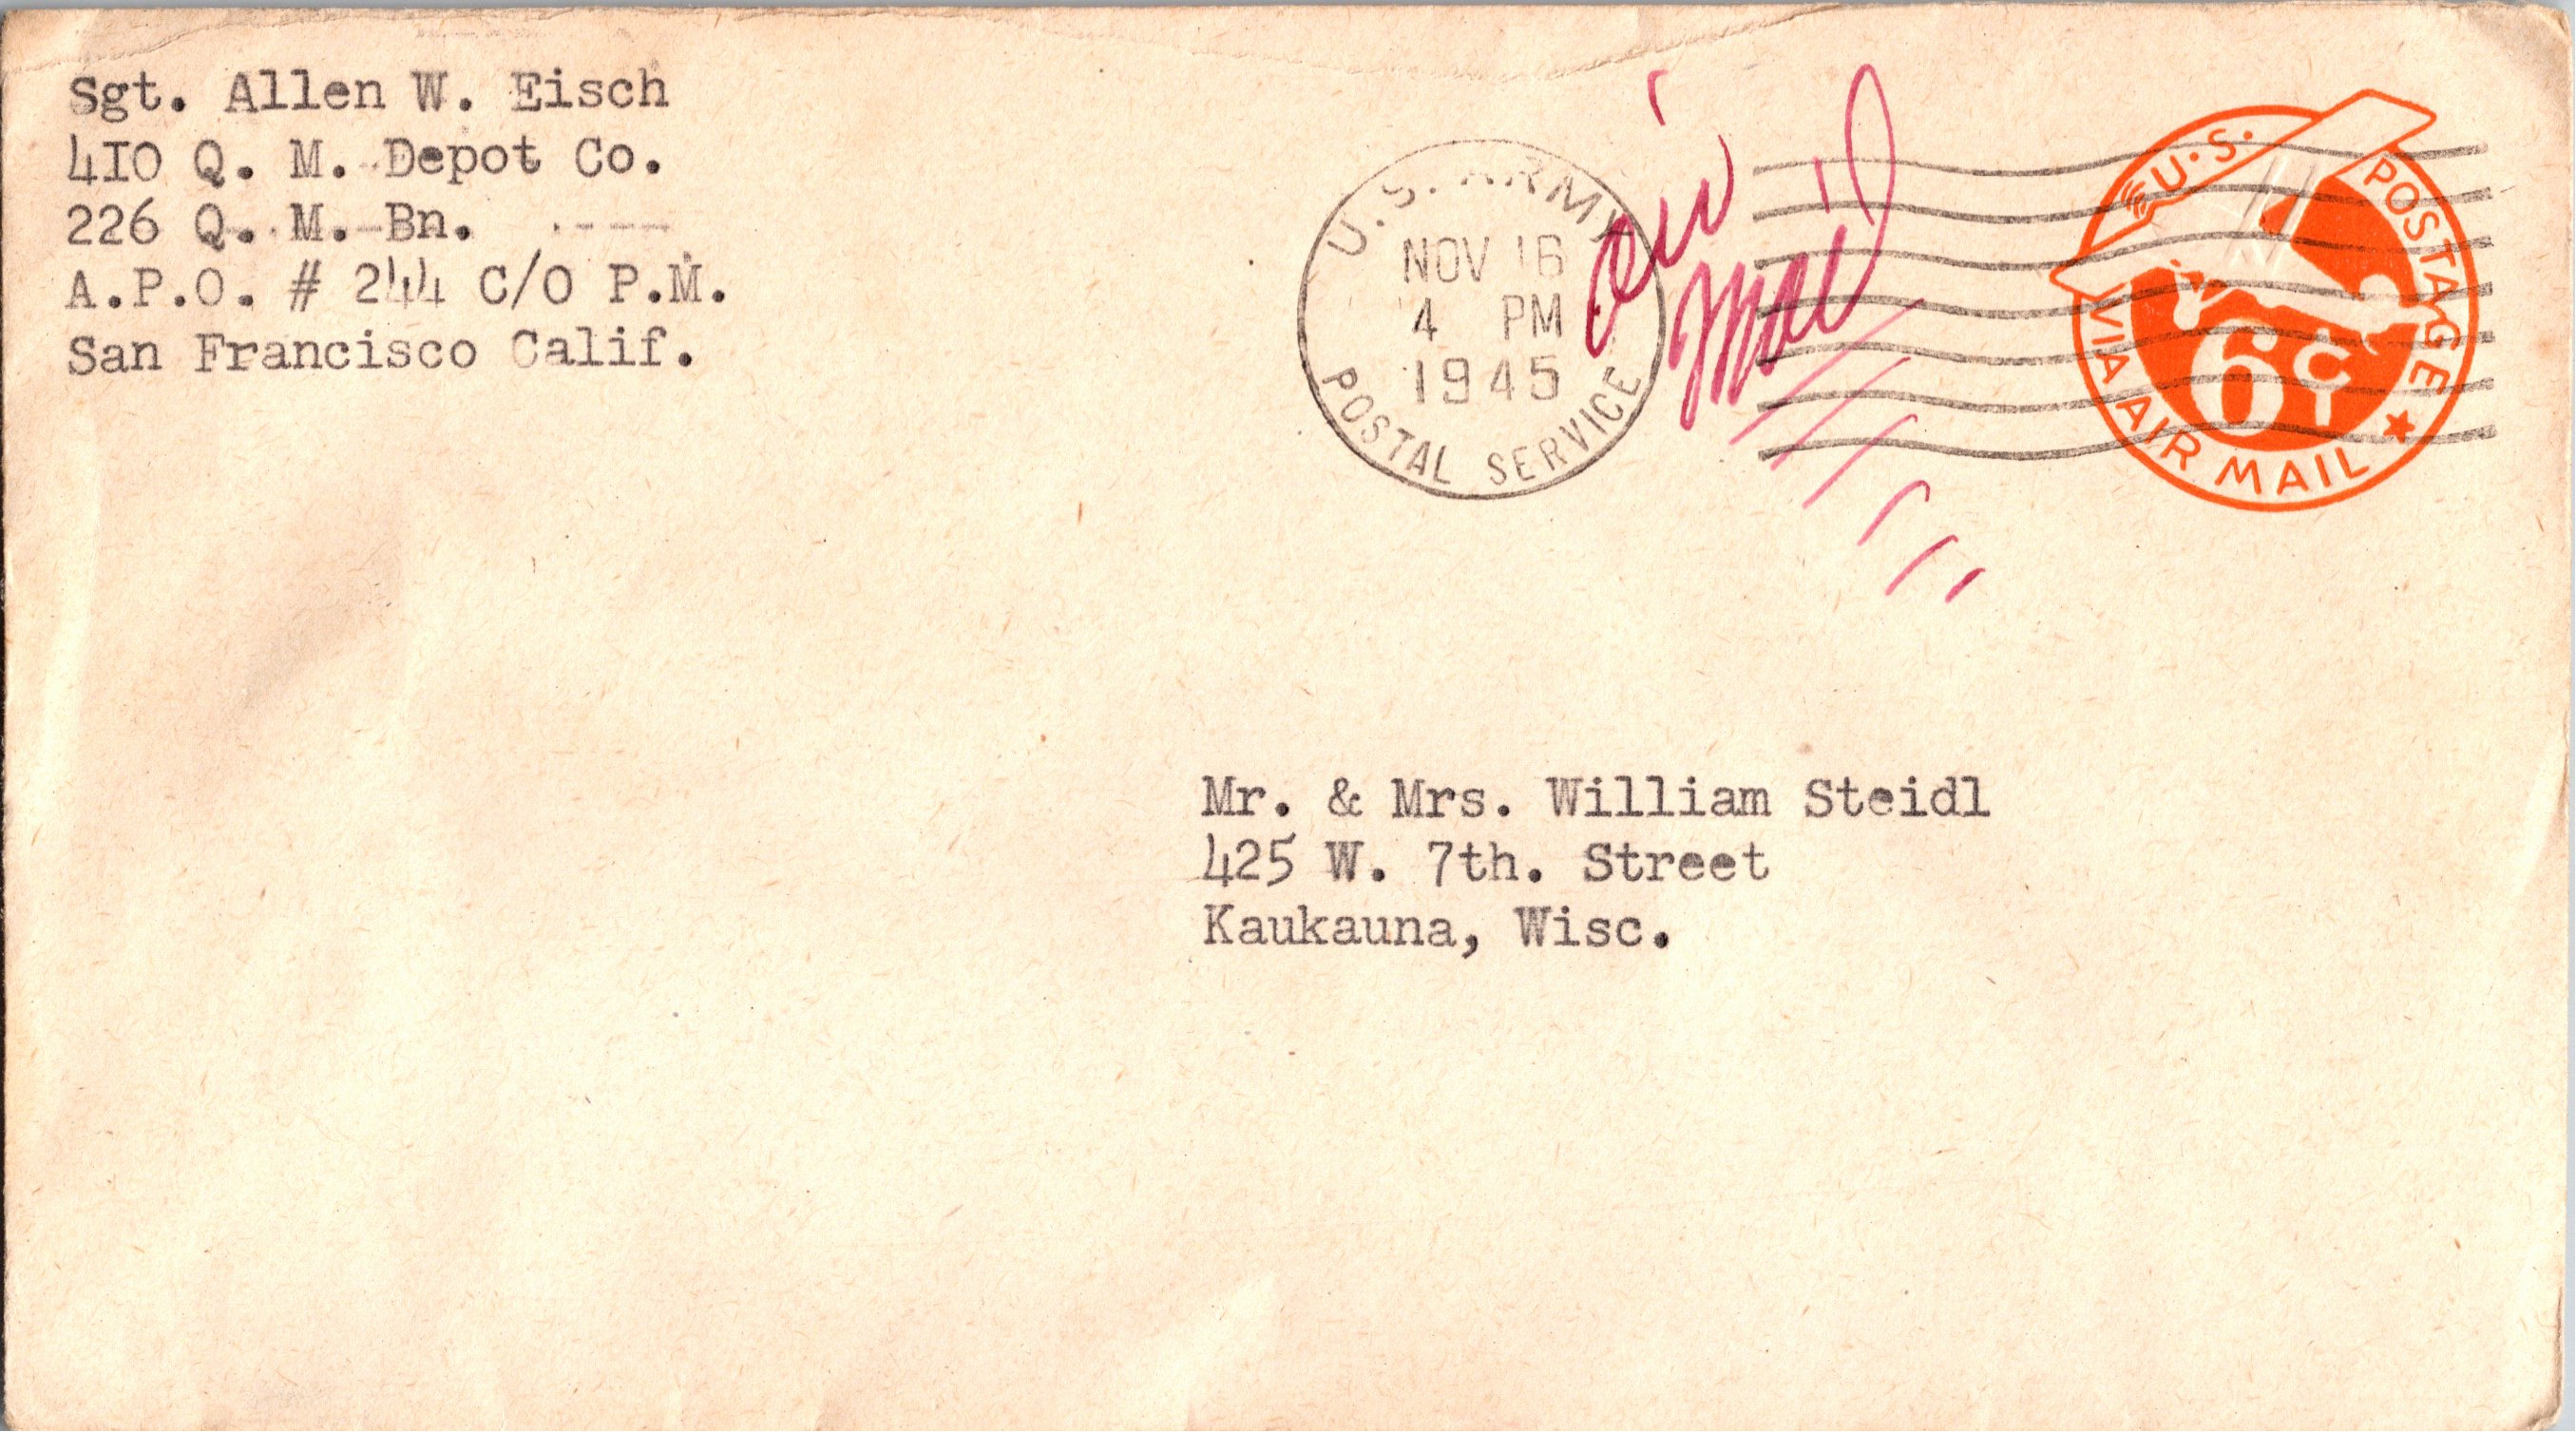 Sgt. Allen W. Eisch
410 Q. M. Depot Co.
226 Q. M. Bn. ----
A.P.O. # 244 C/O P.M.
San Francisco Calif.
U.S. ARMY
NOV 16
4 PM
1945
POSTAL SERVICE
Air
Mail
U.S. POSTAGE
6¢
VIA AIR MAIL
Mr. & Mrs. William Steidl
425 W. 7th. Street
Kaukauna, Wisc.